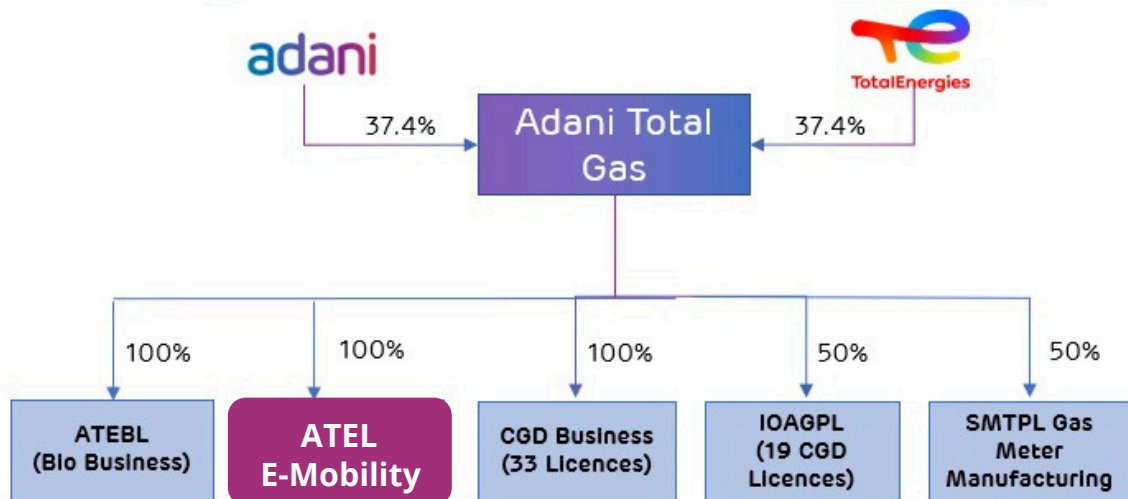 adani
TotalEnergies
37.4%
Adani Total
Gas
37.4%
100%
100%
100%
50%
50%
ATEBL
(Bio Business)
ATEL
E-Mobility
CGD Business
(33 Licences)
IOAGPL
(19 CGD
Licences)
SMTPL Gas
Meter
Manufacturing